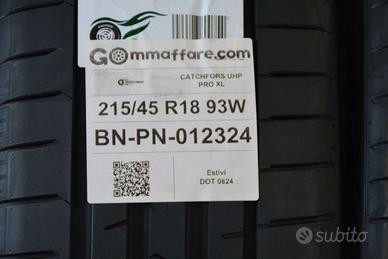 GOmmaffare.com
CATCHFORS UHP
PRO XL
215/45 R18 93W
BN-PN-012324
Estivi
DOT 0824
subito